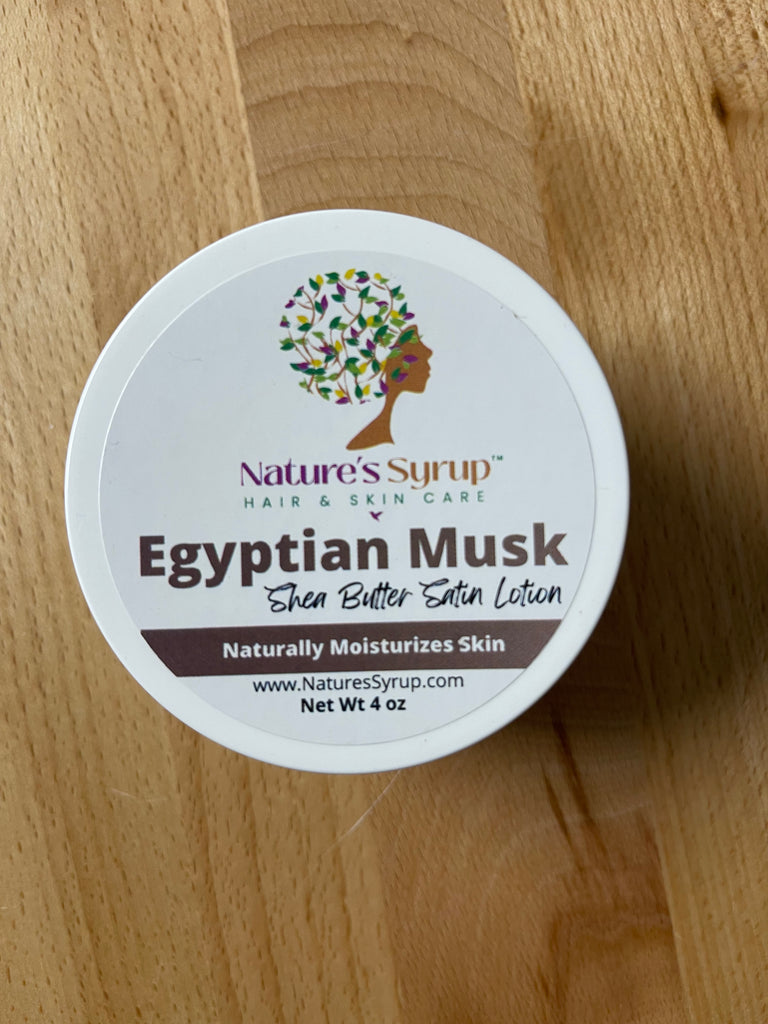 Nature's Syrup™
HAIR & SKIN CARE
Egyptian Musk
Shea Butter Satin Lotion
Naturally Moisturizes Skin
www.NaturesSyrup.com
Net Wt 4 oz